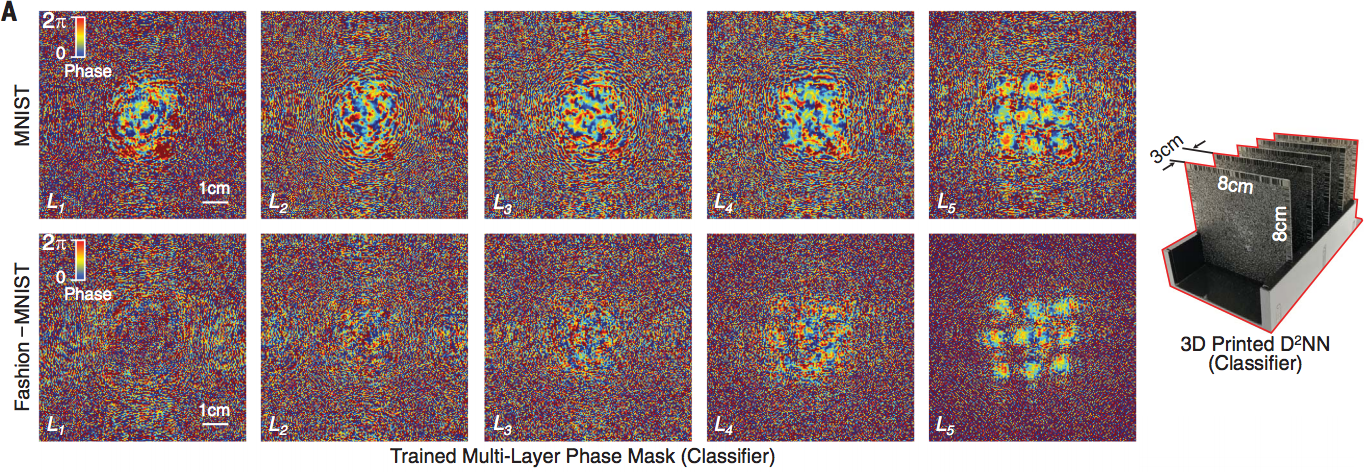 A
MNIST
2π
0
Phase
1cm
L1
L2
L3
L4
L5
Fashion –MNIST
2π
0
Phase
1cm
L1
L2
L3
L4
L5
Trained Multi-Layer Phase Mask (Classifier)
3cm
8cm
8cm
3D Printed D²NN
(Classifier)